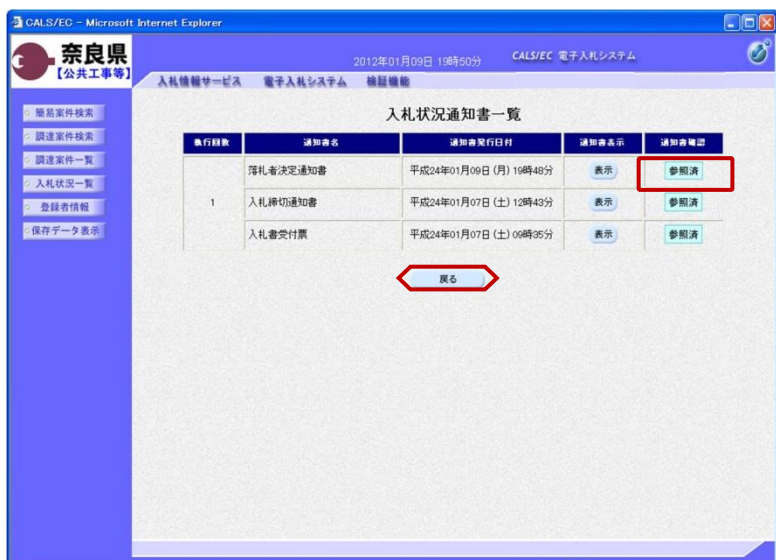 CALS/EC - Microsoft Internet Explorer
奈良県
【公共工事等】
2012年01月09日 19時50分
CALS/EC 電子入札システム
入札情報サービス 電子入札システム 検証機能
簡易案件検索
調達案件検索
調達案件一覧
入札状況一覧
登録者情報
保存データ表示
入札状況通知書一覧
執行回数 通知書名 通知書発行日付 通知書表示 通知書確認
落札者決定通知書 平成24年01月09日(月) 19時48分 表示 参照済
1 入札締切通知書 平成24年01月07日(土) 12時43分 表示 参照済
入札書受付票 平成24年01月07日(土) 09時35分 表示 参照済
戻る